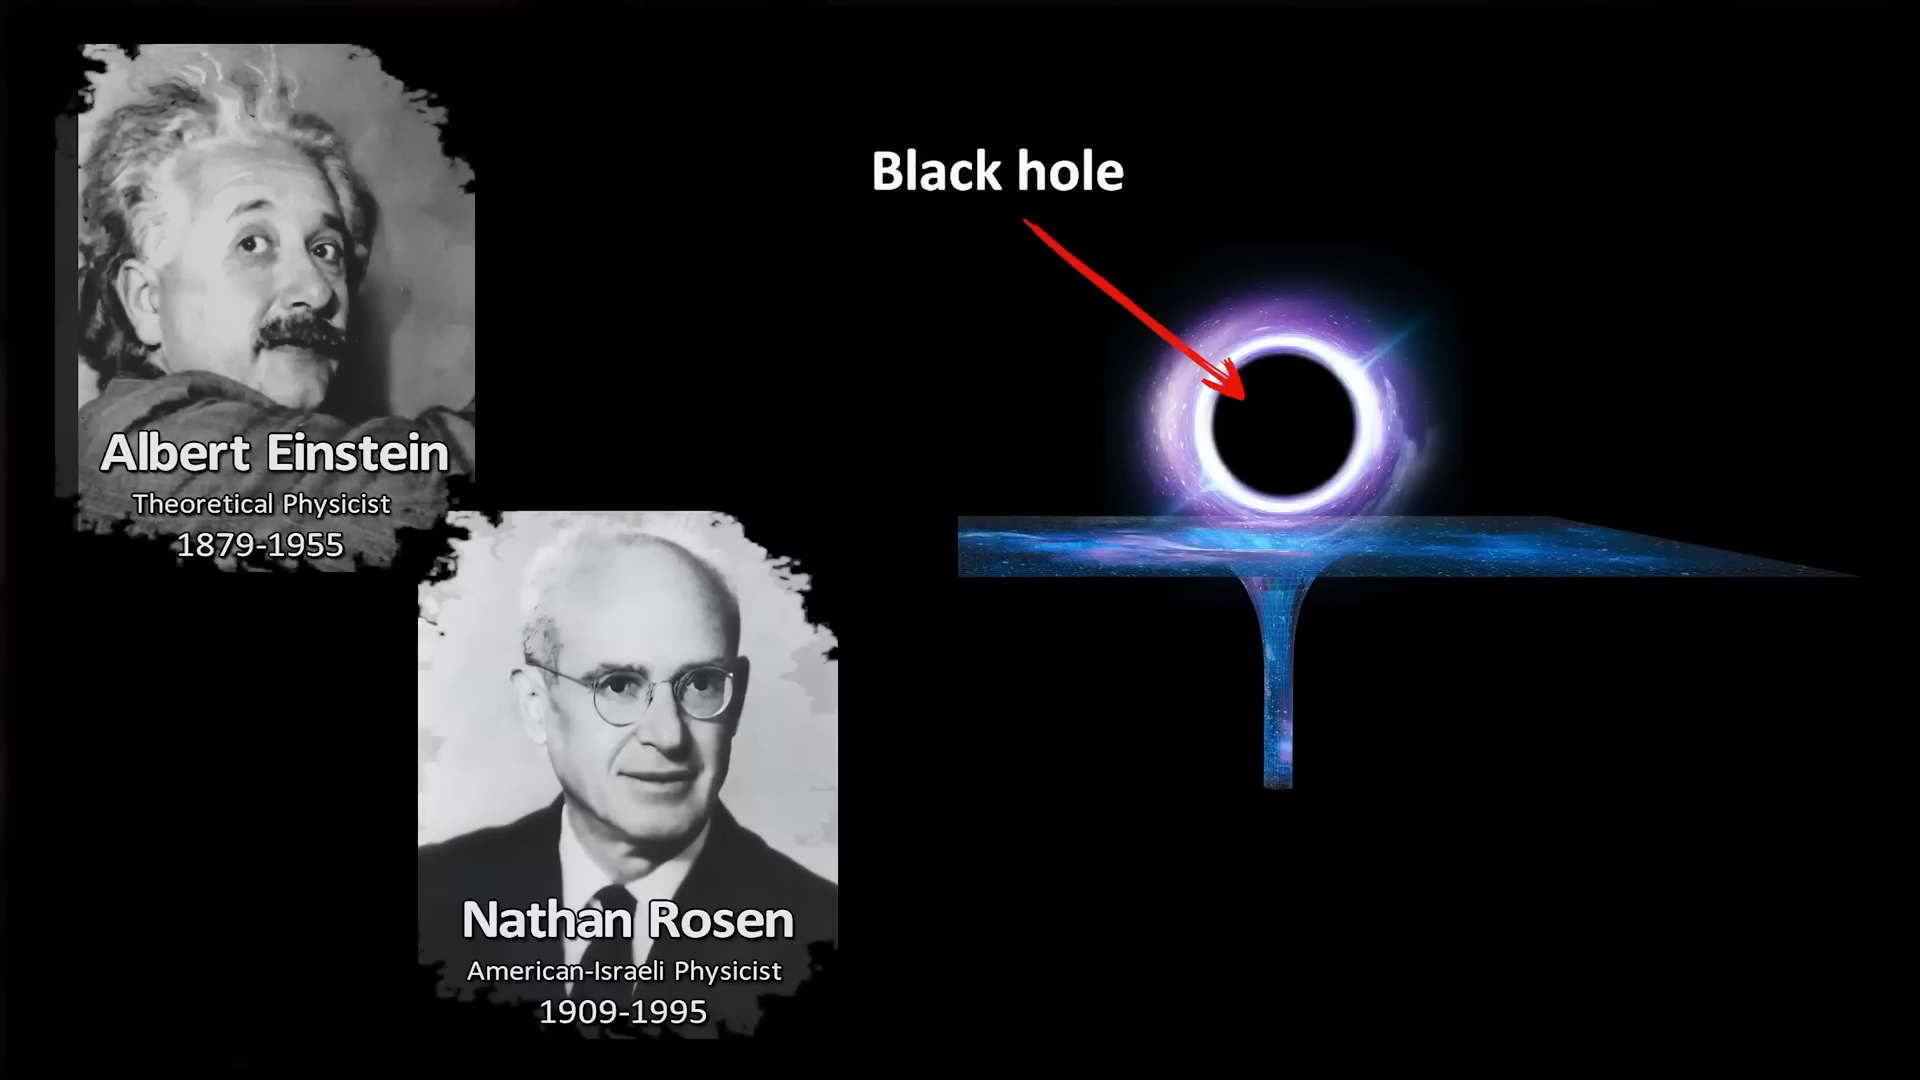 Black hole
Albert Einstein
Theoretical Physicist
1879-1955
Nathan Rosen
American-Israeli Physicist
1909-1995